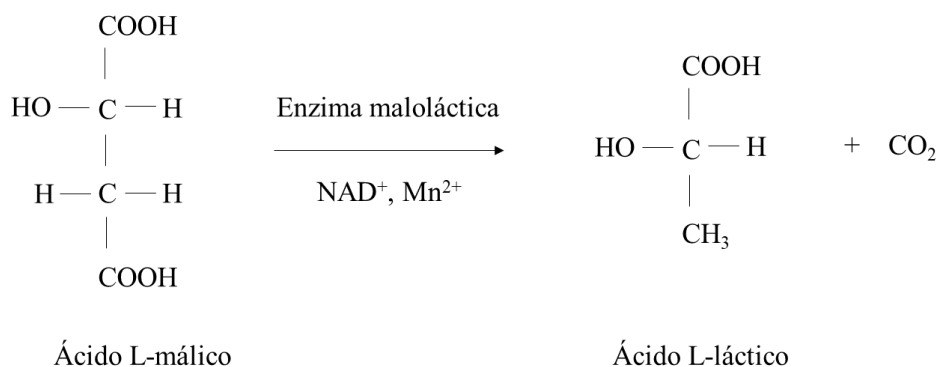 COOH
HO — C — H
H — C — H
COOH
Enzima maloláctica
NAD⁺, Mn²⁺
COOH
HO — C — H
CH₃
+ CO₂
Ácido L-málico
Ácido L-láctico